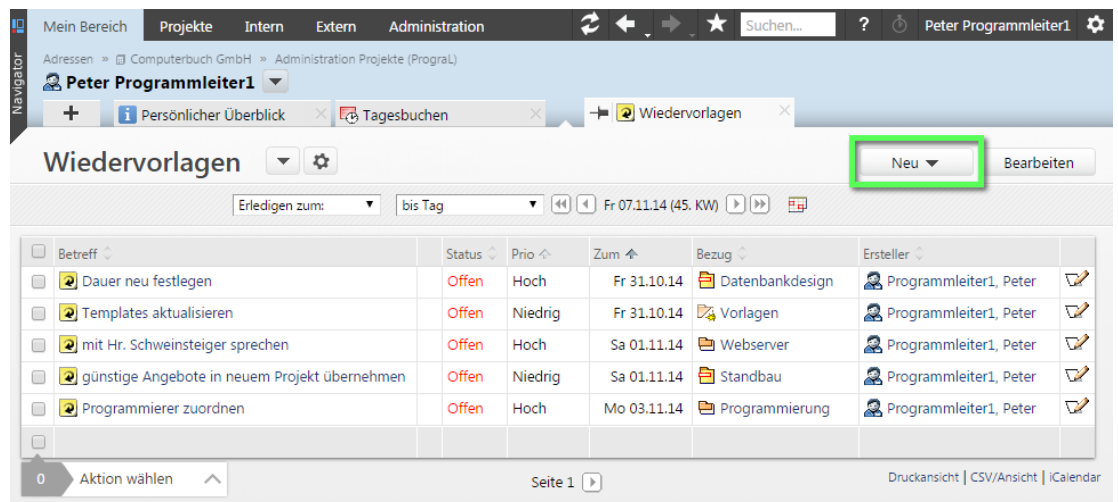 Mein Bereich Projekte Intern Extern Administration Suchen... ? Peter Programmleiter1
Navigator
Adressen » Computerbuch GmbH » Administration Projekte (PrograL)
Peter Programmleiter1
+ Persönlicher Überblick Tagesbuchen Wiedervorlagen
Wiedervorlagen Neu Bearbeiten
Erledigen zum: bis Tag Fr 07.11.14 (45. KW)
Betreff Status Prio Zum Bezug Ersteller
Dauer neu festlegen Offen Hoch Fr 31.10.14 Datenbankdesign Programmleiter1, Peter
Templates aktualisieren Offen Niedrig Fr 31.10.14 Vorlagen Programmleiter1, Peter
mit Hr. Schweinsteiger sprechen Offen Hoch Sa 01.11.14 Webserver Programmleiter1, Peter
günstige Angebote in neuem Projekt übernehmen Offen Niedrig Sa 01.11.14 Standbau Programmleiter1, Peter
Programmierer zuordnen Offen Hoch Mo 03.11.14 Programmierung Programmleiter1, Peter
0 Aktion wählen Seite 1 Druckansicht | CSV/Ansicht | iCalendar